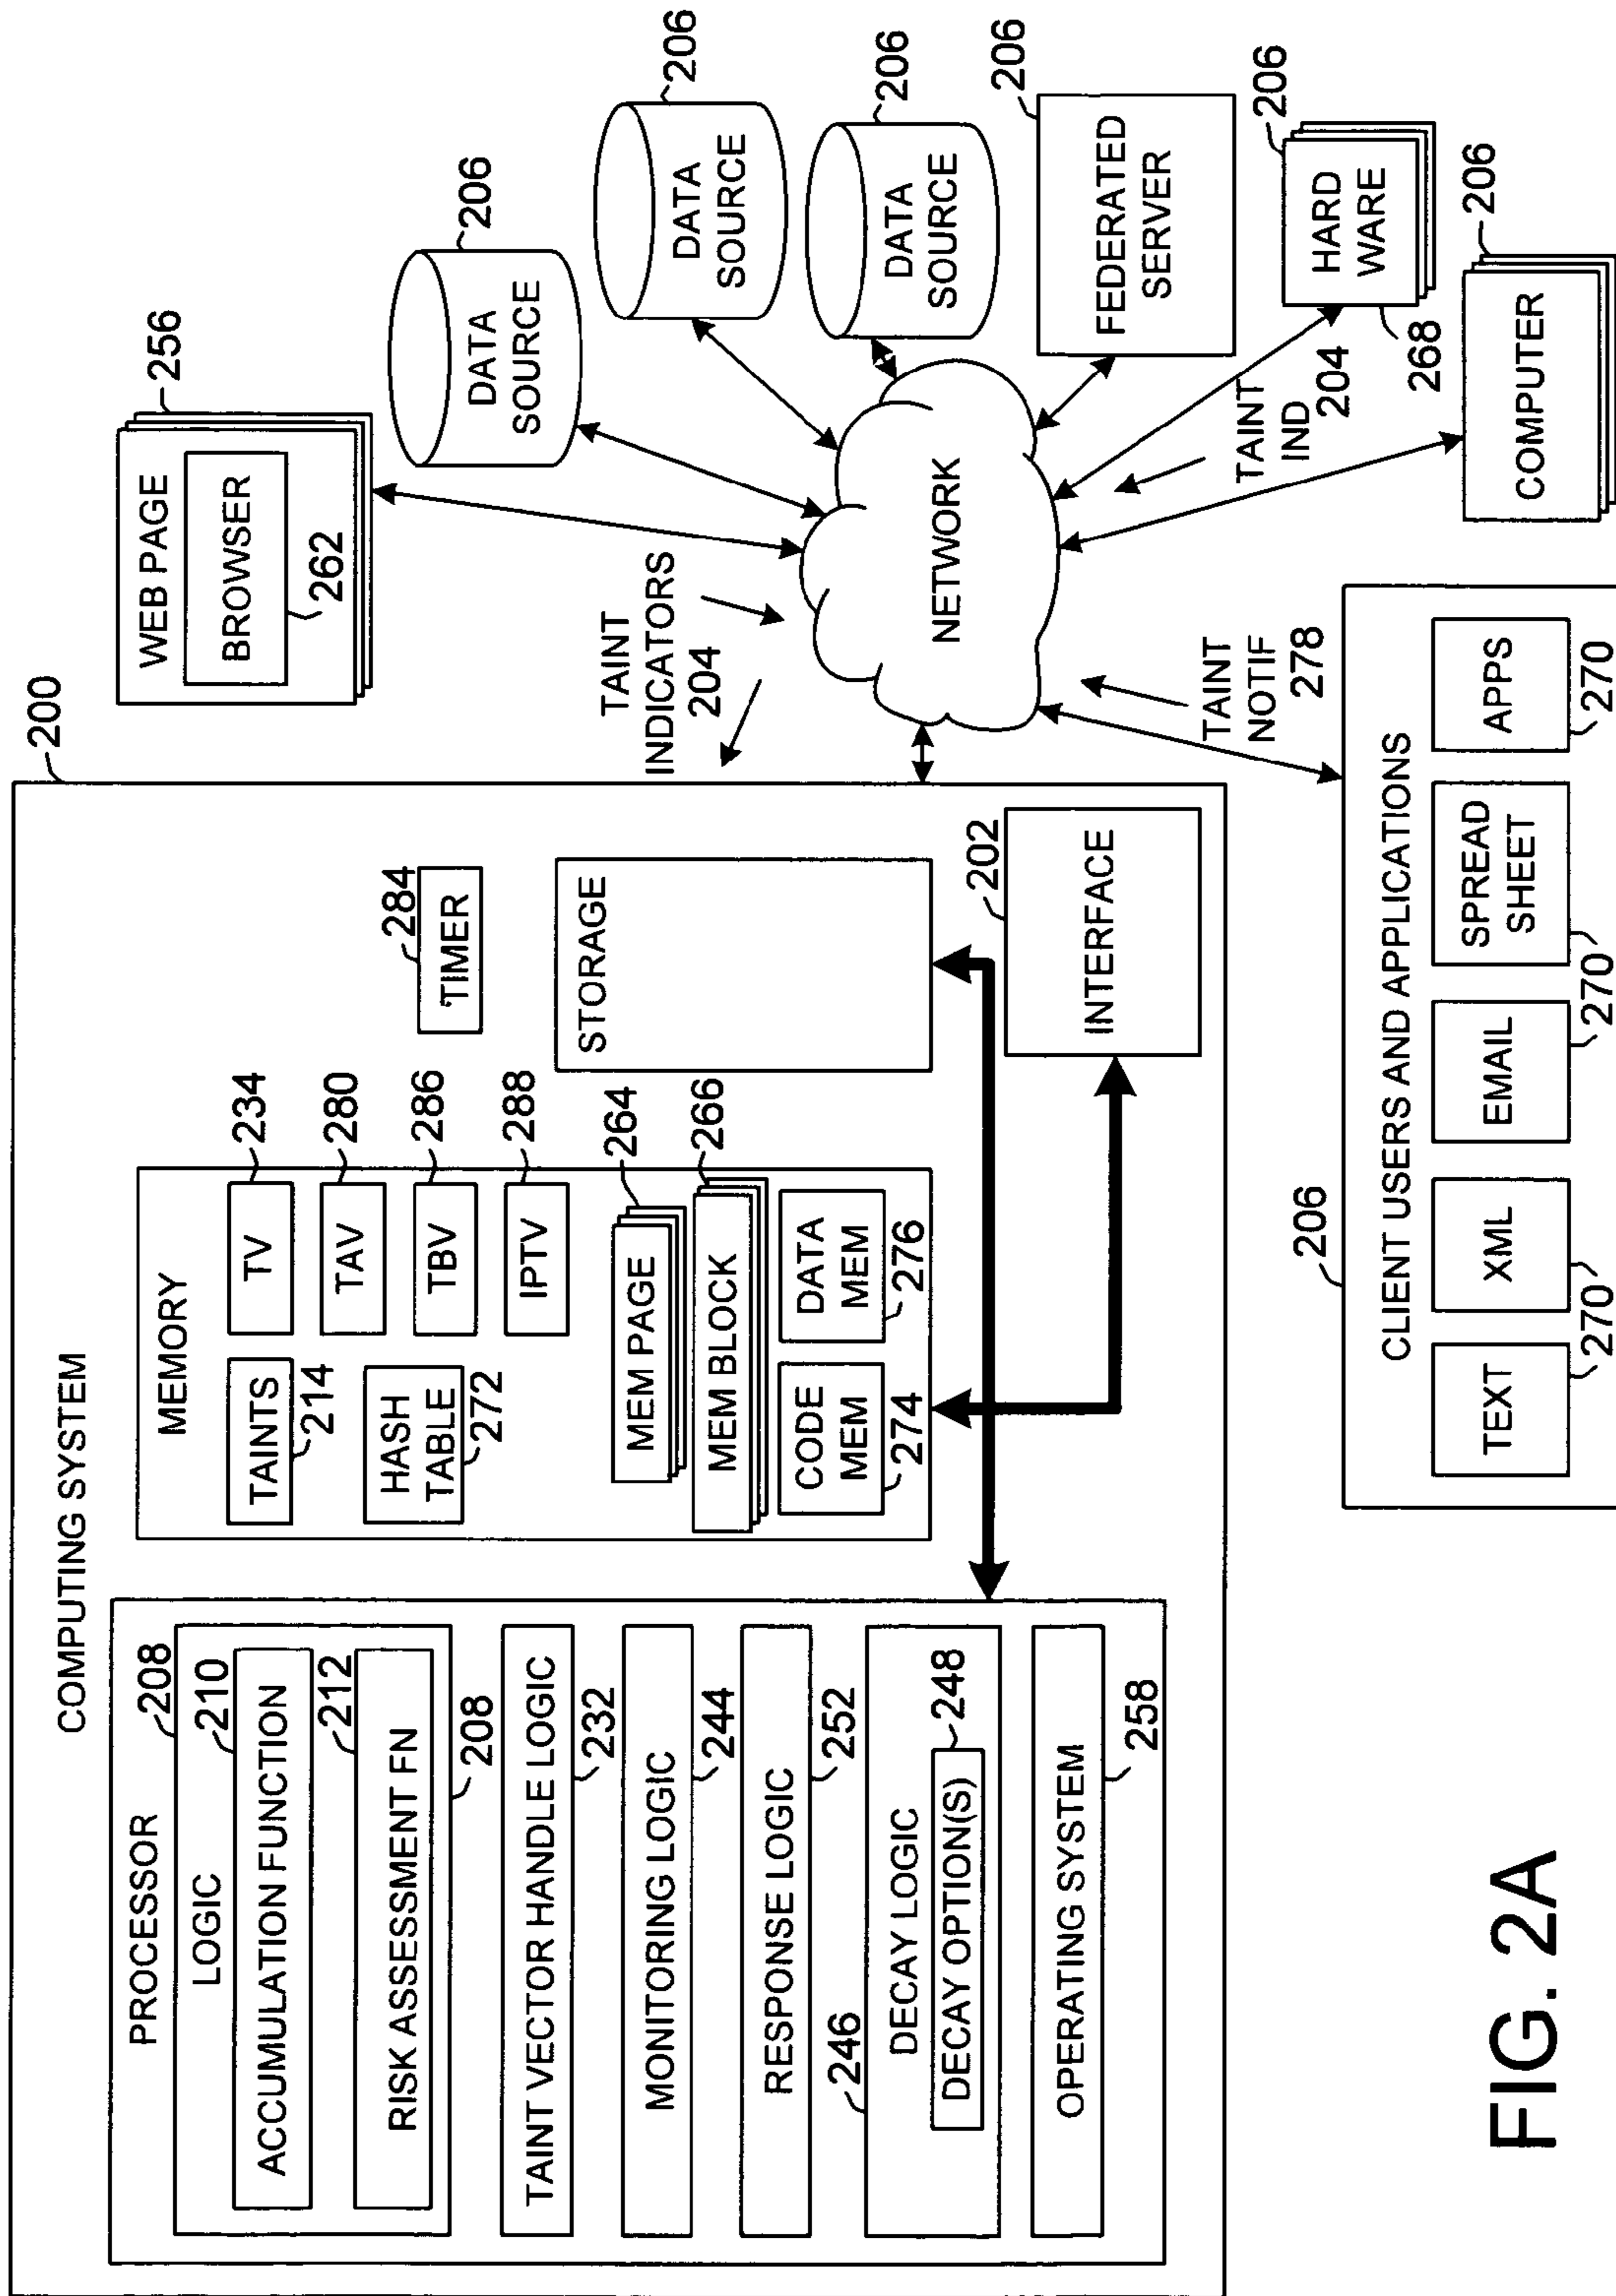 COMPUTING SYSTEM
200
PROCESSOR
208
LOGIC
210
ACCUMULATION FUNCTION
212
RISK ASSESSMENT FN
208
TAINT VECTOR HANDLE LOGIC
232
MONITORING LOGIC
244
RESPONSE LOGIC
252
246
DECAY LOGIC
DECAY OPTION(S)
248
OPERATING SYSTEM
258
MEMORY
TAINTS
214
HASH
TABLE
272
TV
234
TAV
280
TBV
286
IPTV
288
MEM PAGE
264
MEM BLOCK
266
CODE
MEM
274
DATA
MEM
276
284
TIMER
STORAGE
202
INTERFACE
TAINT
INDICATORS
204
WEB PAGE
256
BROWSER
262
DATA
SOURCE
206
DATA
SOURCE
206
DATA
SOURCE
206
FEDERATED
SERVER
206
HARD
WARE
206
268
COMPUTER
206
NETWORK
TAINT
IND
204
TAINT
NOTIF
278
206
CLIENT USERS AND APPLICATIONS
TEXT
270
XML
EMAIL
270
SPREAD
SHEET
270
APPS
270
FIG. 2A